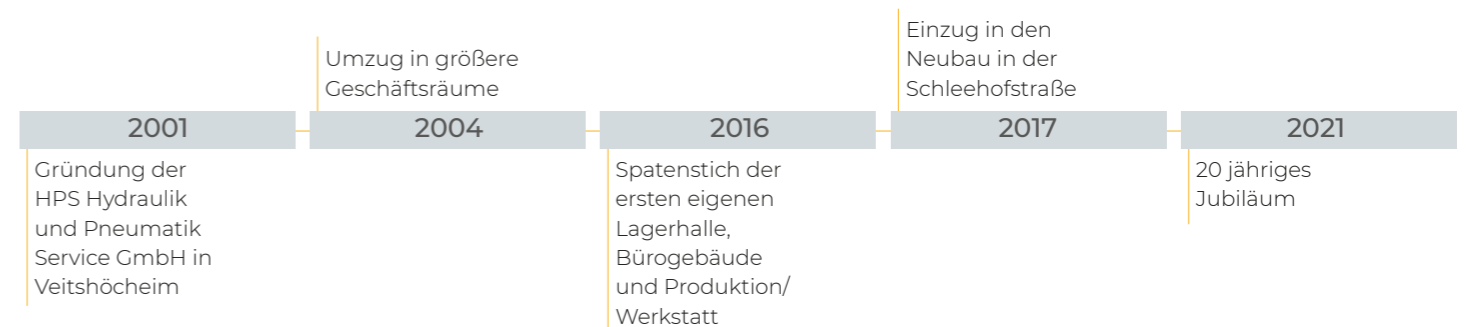 2001
Gründung der
HPS Hydraulik
und Pneumatik
Service GmbH in
Veitshöcheim
Umzug in größere
Geschäftsräume
2004
2016
Spatenstich der
ersten eigenen
Lagerhalle,
Bürogebäude
und Produktion/
Werkstatt
Einzug in den
Neubau in der
Schleehofstraße
2017
2021
20 jähriges
Jubiläum